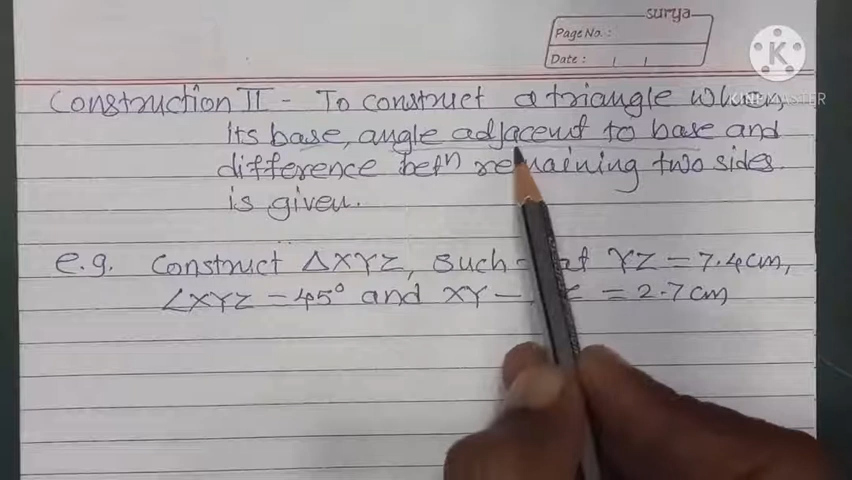 surya
Page No. :
Date : / /
K
Construction II - To construct a triangle when,
its base, angle adjacent to base and
difference betn remaining two sides
is given.
e.g. Construct ΔXYZ, such YZ = 7.4cm,
∠XYZ = 45° and XY - = 2.7 cm